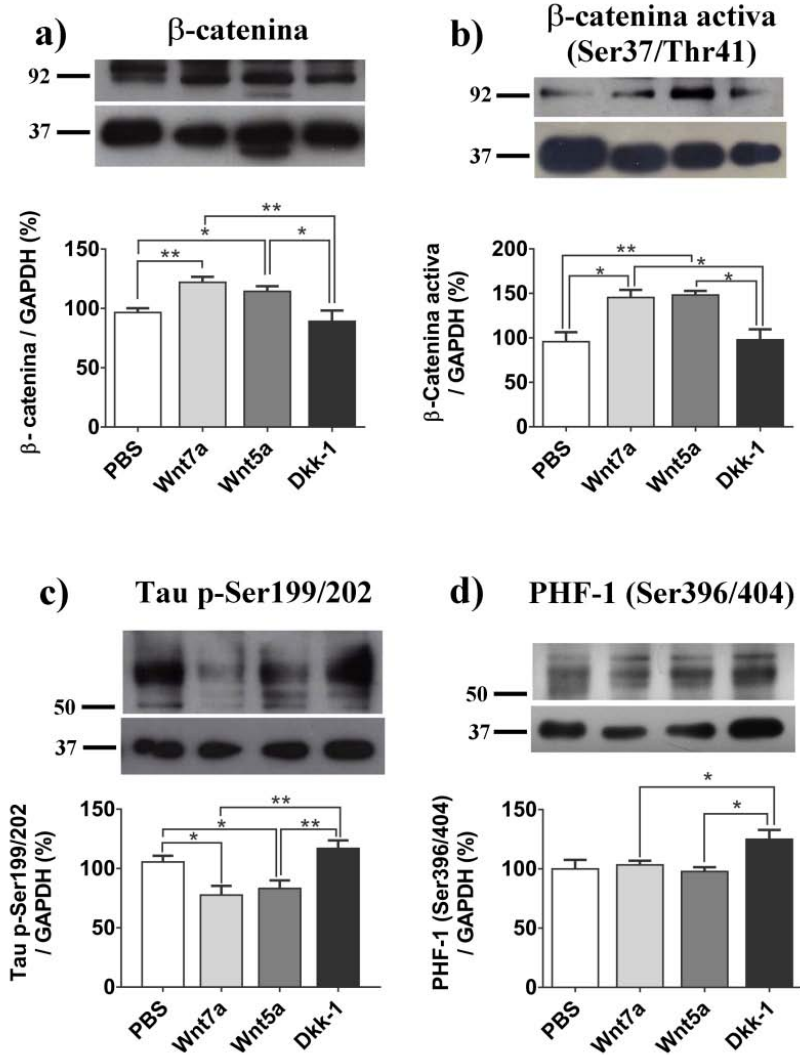 a)
β-catenina
92
37
β- catenina / GAPDH (%)
150
100
50
0
**
*
*
**
PBS
Wnt7a
Wnt5a
Dkk-1
b)
β-catenina activa
(Ser37/Thr41)
92
37
β-Catenina activa
/ GAPDH (%)
200
150
100
50
0
**
*
*
*
PBS
Wnt7a
Wnt5a
Dkk-1
c)
Tau p-Ser199/202
50
37
Tau p-Ser199/202
/ GAPDH (%)
150
100
50
0
**
*
**
*
PBS
Wnt7a
Wnt5a
Dkk-1
d)
PHF-1 (Ser396/404)
50
37
PHF-1 (Ser396/404)
/ GAPDH (%)
150
100
50
0
*
*
PBS
Wnt7a
Wnt5a
Dkk-1